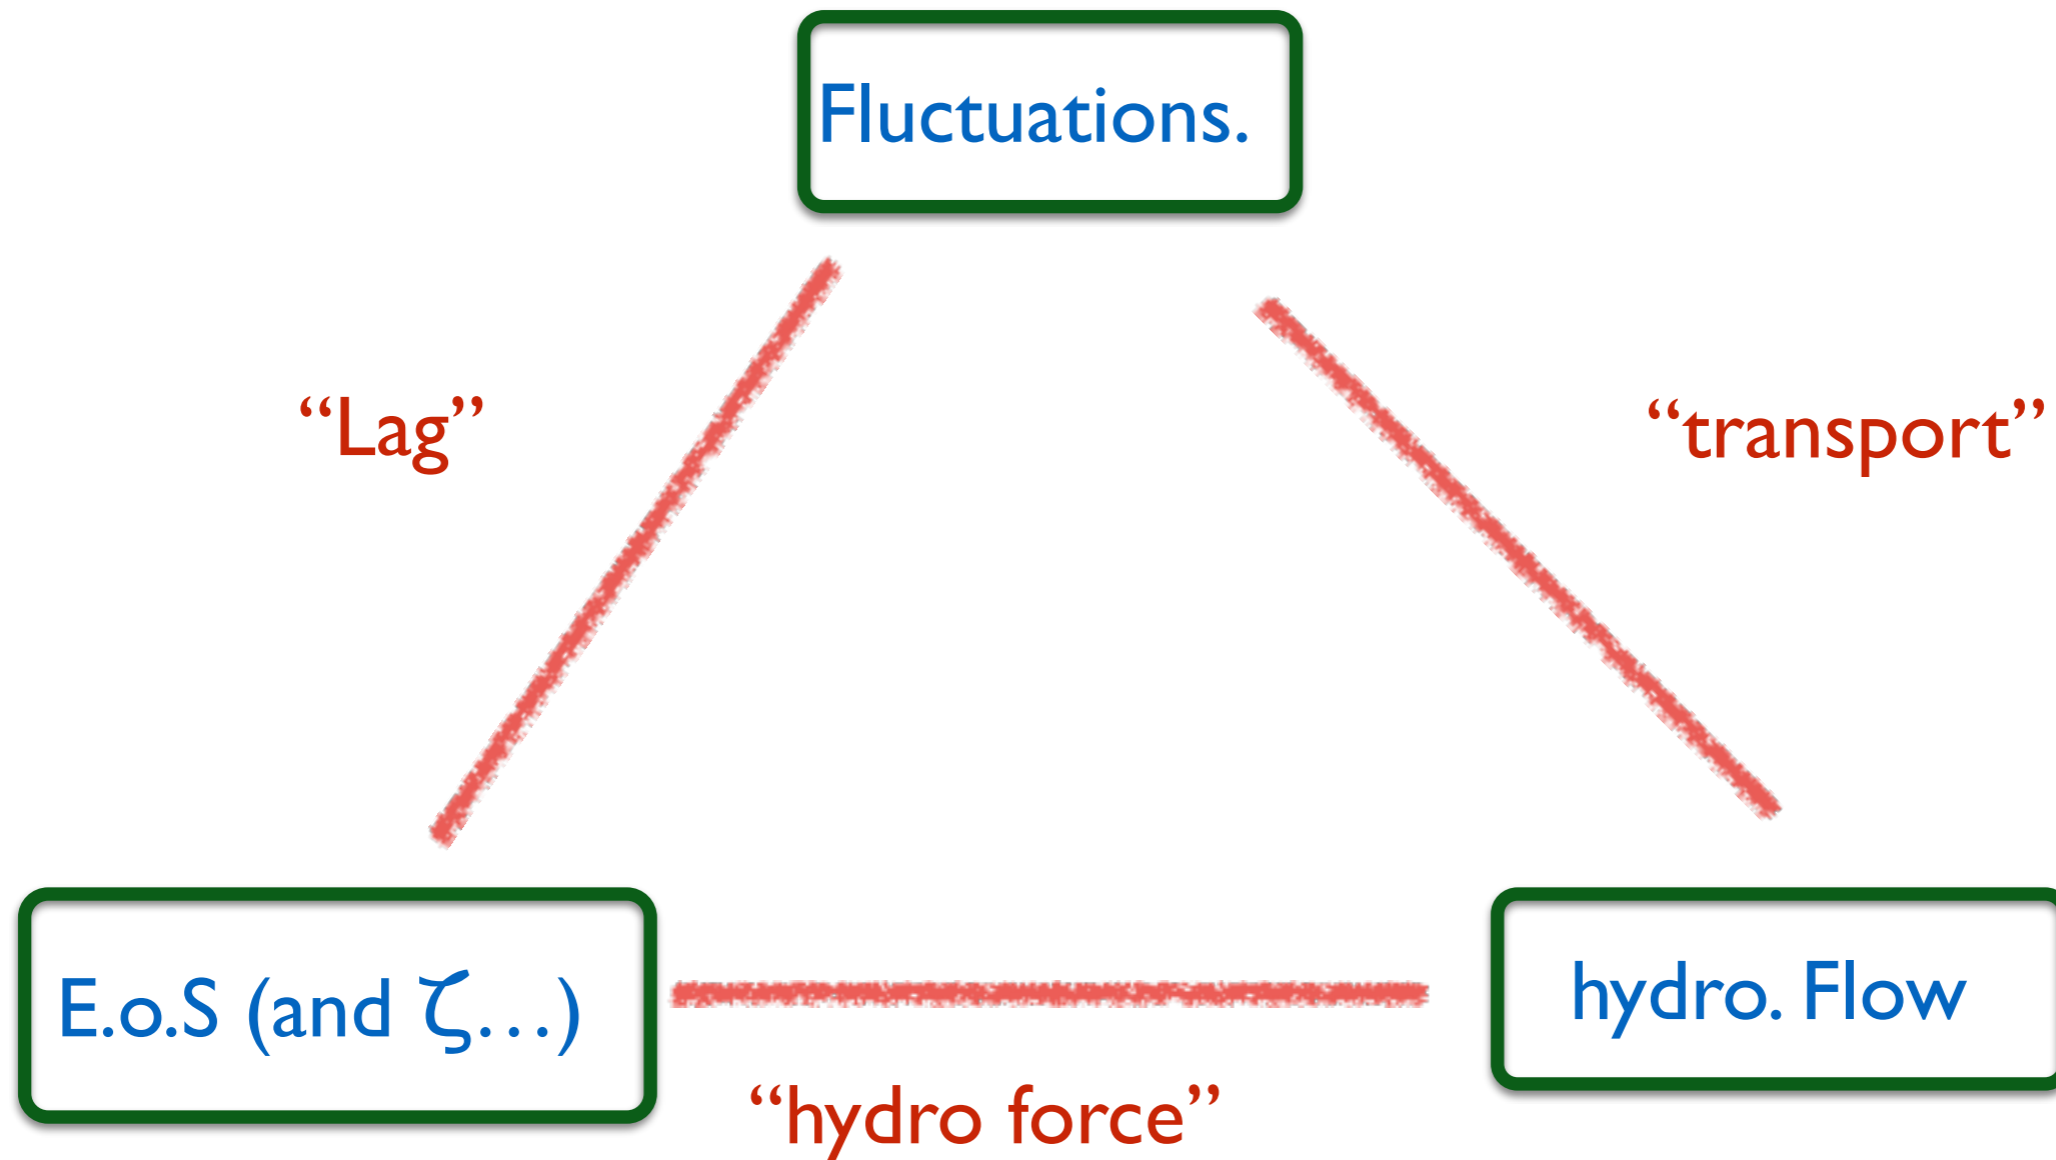 Fluctuations.
“Lag”
“transport”
E.o.S (and ζ...)
hydro. Flow
“hydro force”